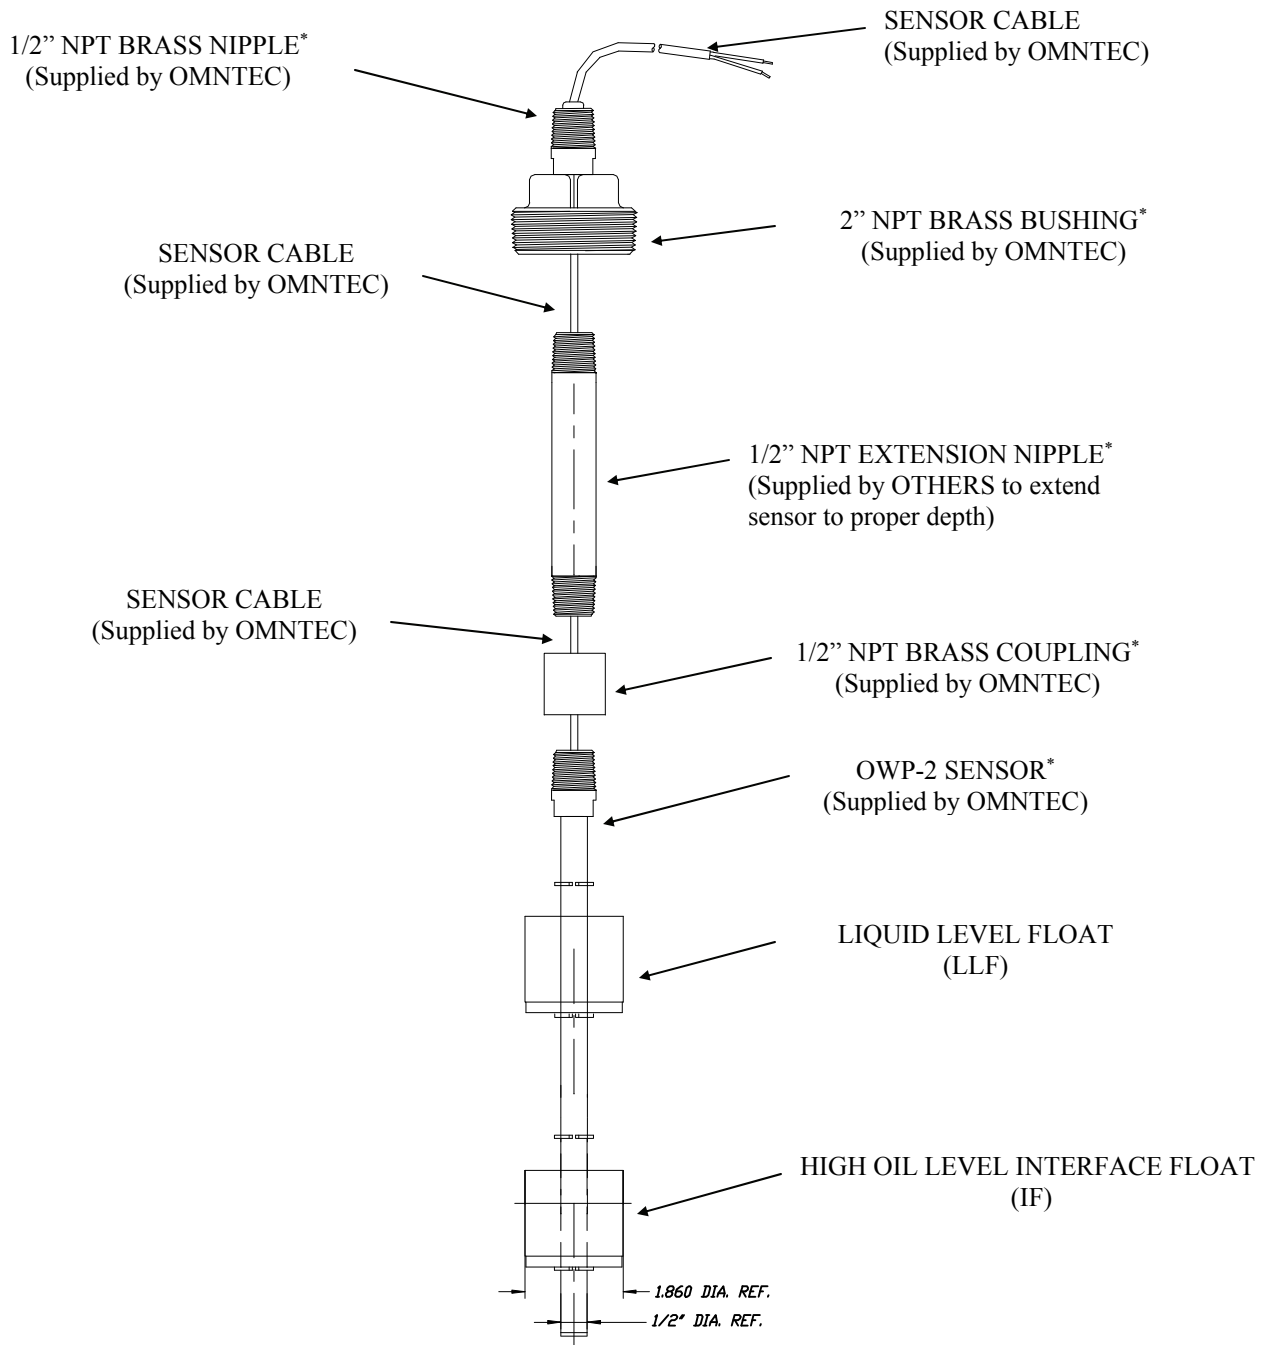 SENSOR CABLE
(Supplied by OMNTEC)
1/2” NPT BRASS NIPPLE*
(Supplied by OMNTEC)
2” NPT BRASS BUSHING*
(Supplied by OMNTEC)
SENSOR CABLE
(Supplied by OMNTEC)
1/2” NPT EXTENSION NIPPLE*
(Supplied by OTHERS to extend
sensor to proper depth)
SENSOR CABLE
(Supplied by OMNTEC)
1/2” NPT BRASS COUPLING*
(Supplied by OMNTEC)
OWP-2 SENSOR*
(Supplied by OMNTEC)
LIQUID LEVEL FLOAT
(LLF)
HIGH OIL LEVEL INTERFACE FLOAT
(IF)
1.860 DIA. REF.
1/2" DIA. REF.